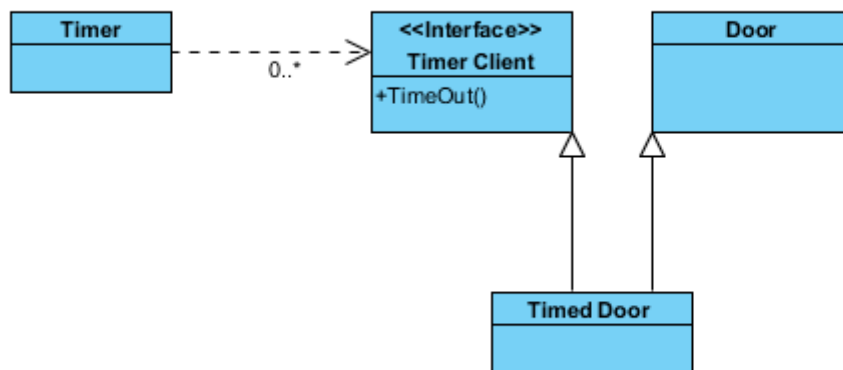 Timer
0..*
<<Interface>>
Timer Client
+TimeOut()
Door
Timed Door